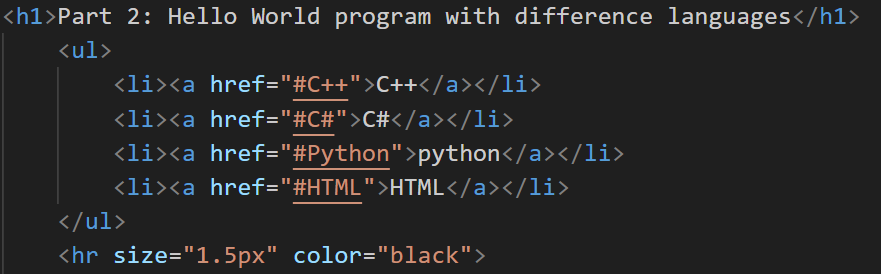 <h1>Part 2: Hello World program with difference languages</h1>
<ul>
<li><a href="#C++">C++</a></li>
<li><a href="#C#">C#</a></li>
<li><a href="#Python">python</a></li>
<li><a href="#HTML">HTML</a></li>
</ul>
<hr size="1.5px" color="black">